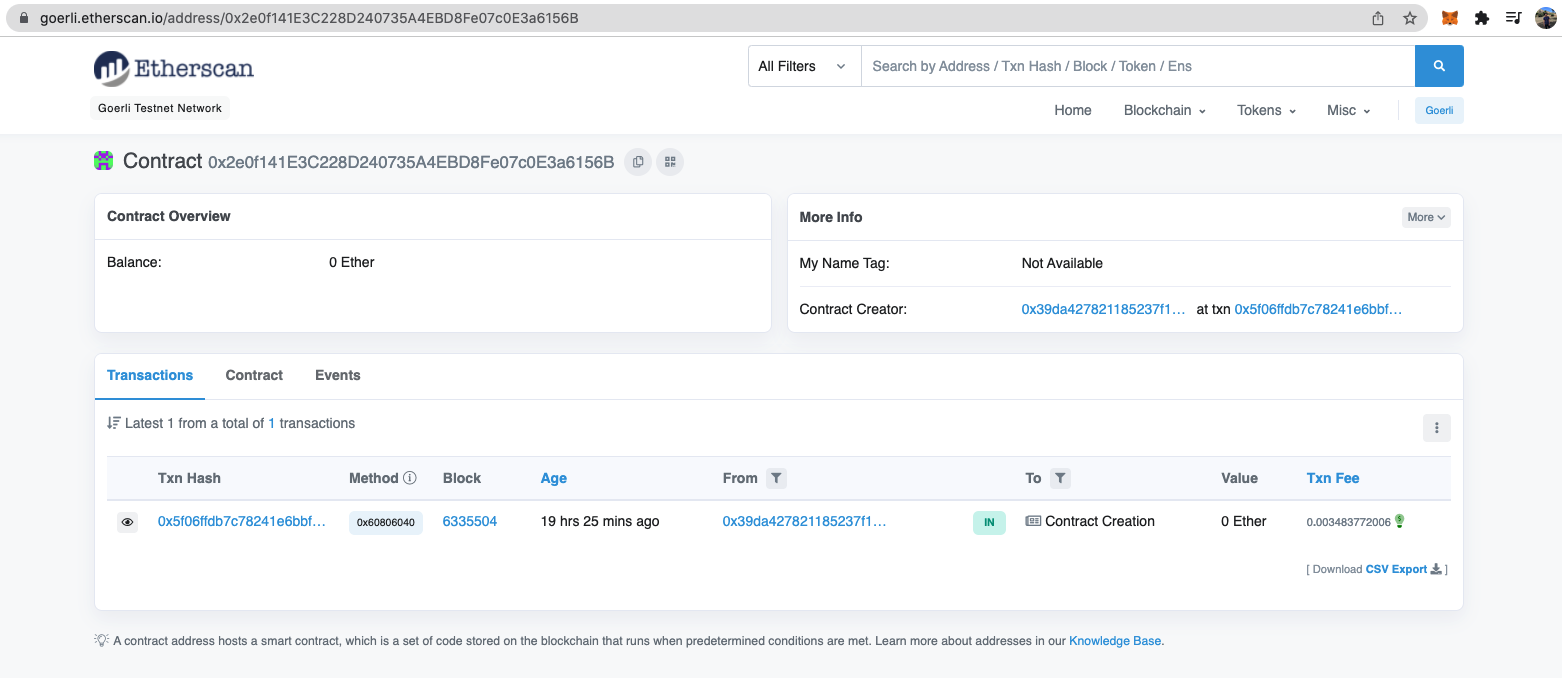 goerli.etherscan.io/address/0x2e0f141E3C228D240735A4EBD8Fe07c0E3a6156B
Etherscan
All Filters
Search by Address / Txn Hash / Block / Token / Ens
Goerli Testnet Network
Home Blockchain Tokens Misc Goerli
Contract 0x2e0f141E3C228D240735A4EBD8Fe07c0E3a6156B
Contract Overview
Balance: 0 Ether
More Info More
My Name Tag: Not Available
Contract Creator: 0x39da427821185237f1... at txn 0x5f06ffdb7c78241e6bbf...
Transactions Contract Events
Latest 1 from a total of 1 transactions
Txn Hash Method Block Age From To Value Txn Fee
0x5f06ffdb7c78241e6bbf... 0x60806040 6335504 19 hrs 25 mins ago 0x39da427821185237f1... IN Contract Creation 0 Ether 0.003483772006
[ Download CSV Export ]
A contract address hosts a smart contract, which is a set of code stored on the blockchain that runs when predetermined conditions are met. Learn more about addresses in our Knowledge Base.